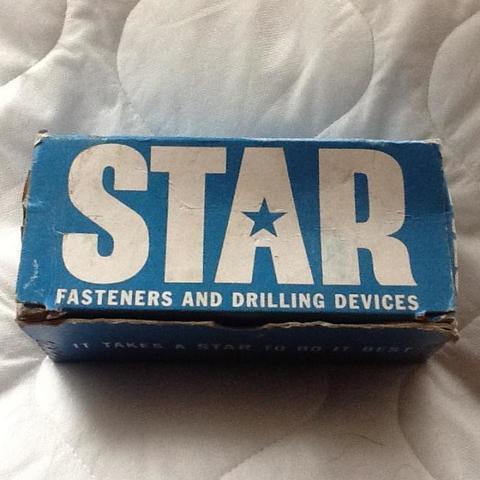 STAR
FASTENERS AND DRILLING DEVICES
IT TAKES A STAR TO DO IT BEST